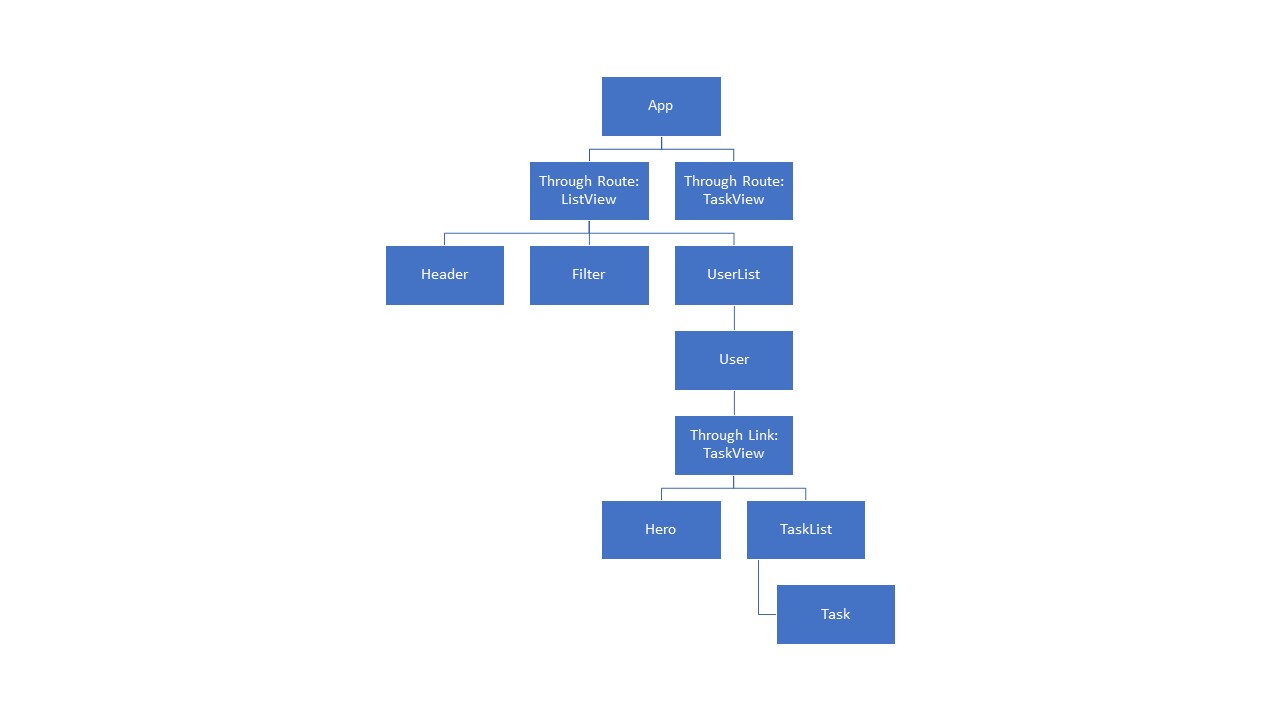 App
Through Route:
ListView
Through Route:
TaskView
Header
Filter
UserList
User
Through Link:
TaskView
Hero
TaskList
Task